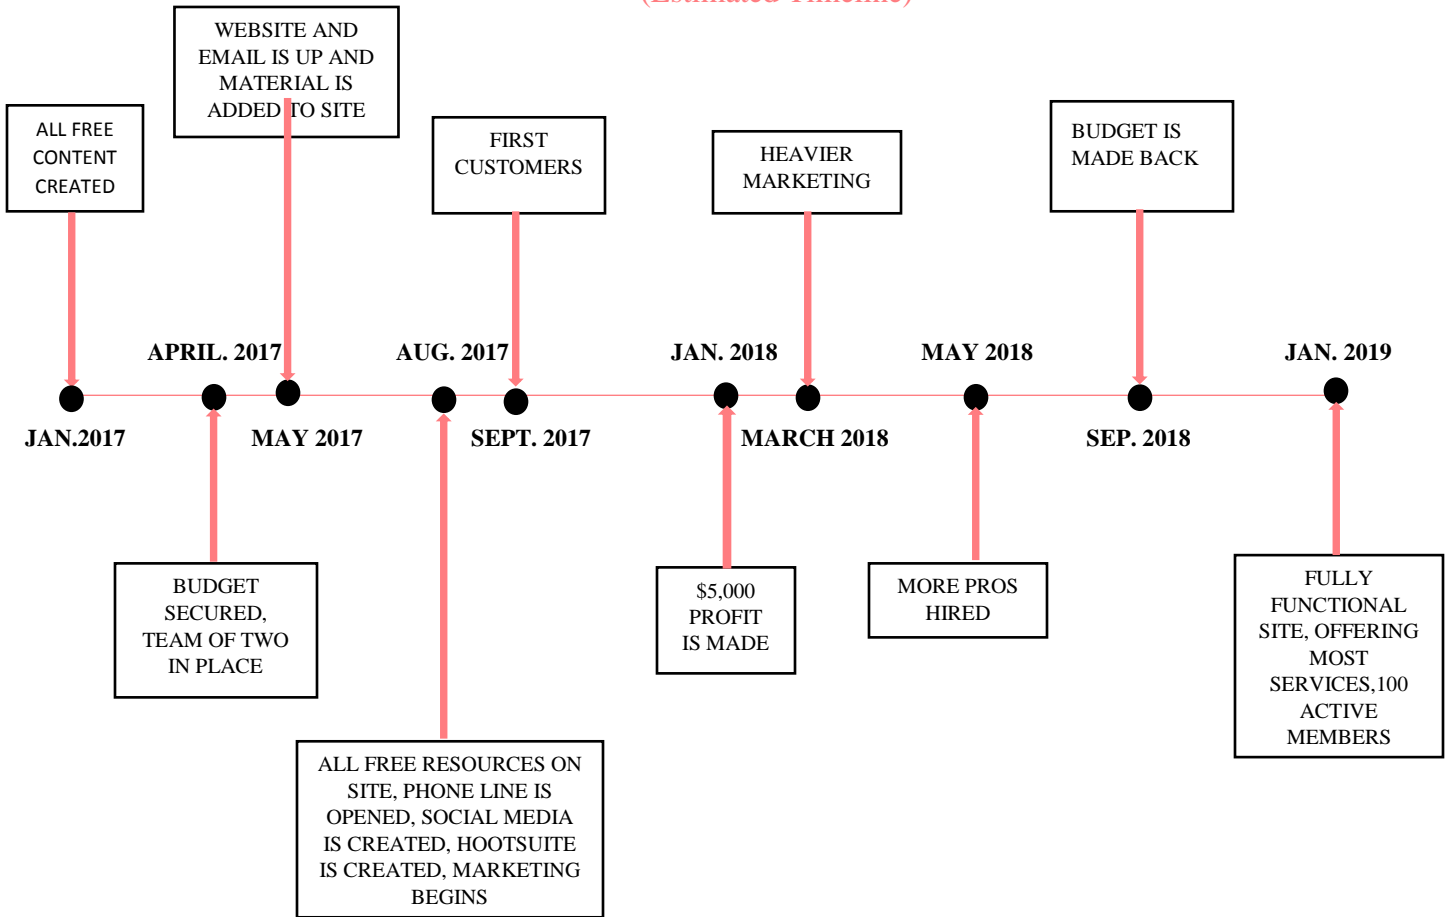 (Estimated Timeline)
WEBSITE AND
EMAIL IS UP AND
MATERIAL IS
ADDED TO SITE
ALL FREE
CONTENT
CREATED
FIRST
CUSTOMERS
HEAVIER
MARKETING
BUDGET IS
MADE BACK
APRIL. 2017
AUG. 2017
JAN. 2018
MAY 2018
JAN. 2019
JAN.2017
MAY 2017
SEPT. 2017
MARCH 2018
SEP. 2018
BUDGET
SECURED,
TEAM OF TWO
IN PLACE
$5,000
PROFIT
IS MADE
MORE PROS
HIRED
FULLY
FUNCTIONAL
SITE, OFFERING
MOST
SERVICES,100
ACTIVE
MEMBERS
ALL FREE RESOURCES ON
SITE, PHONE LINE IS
OPENED, SOCIAL MEDIA
IS CREATED, HOOTSUITE
IS CREATED, MARKETING
BEGINS